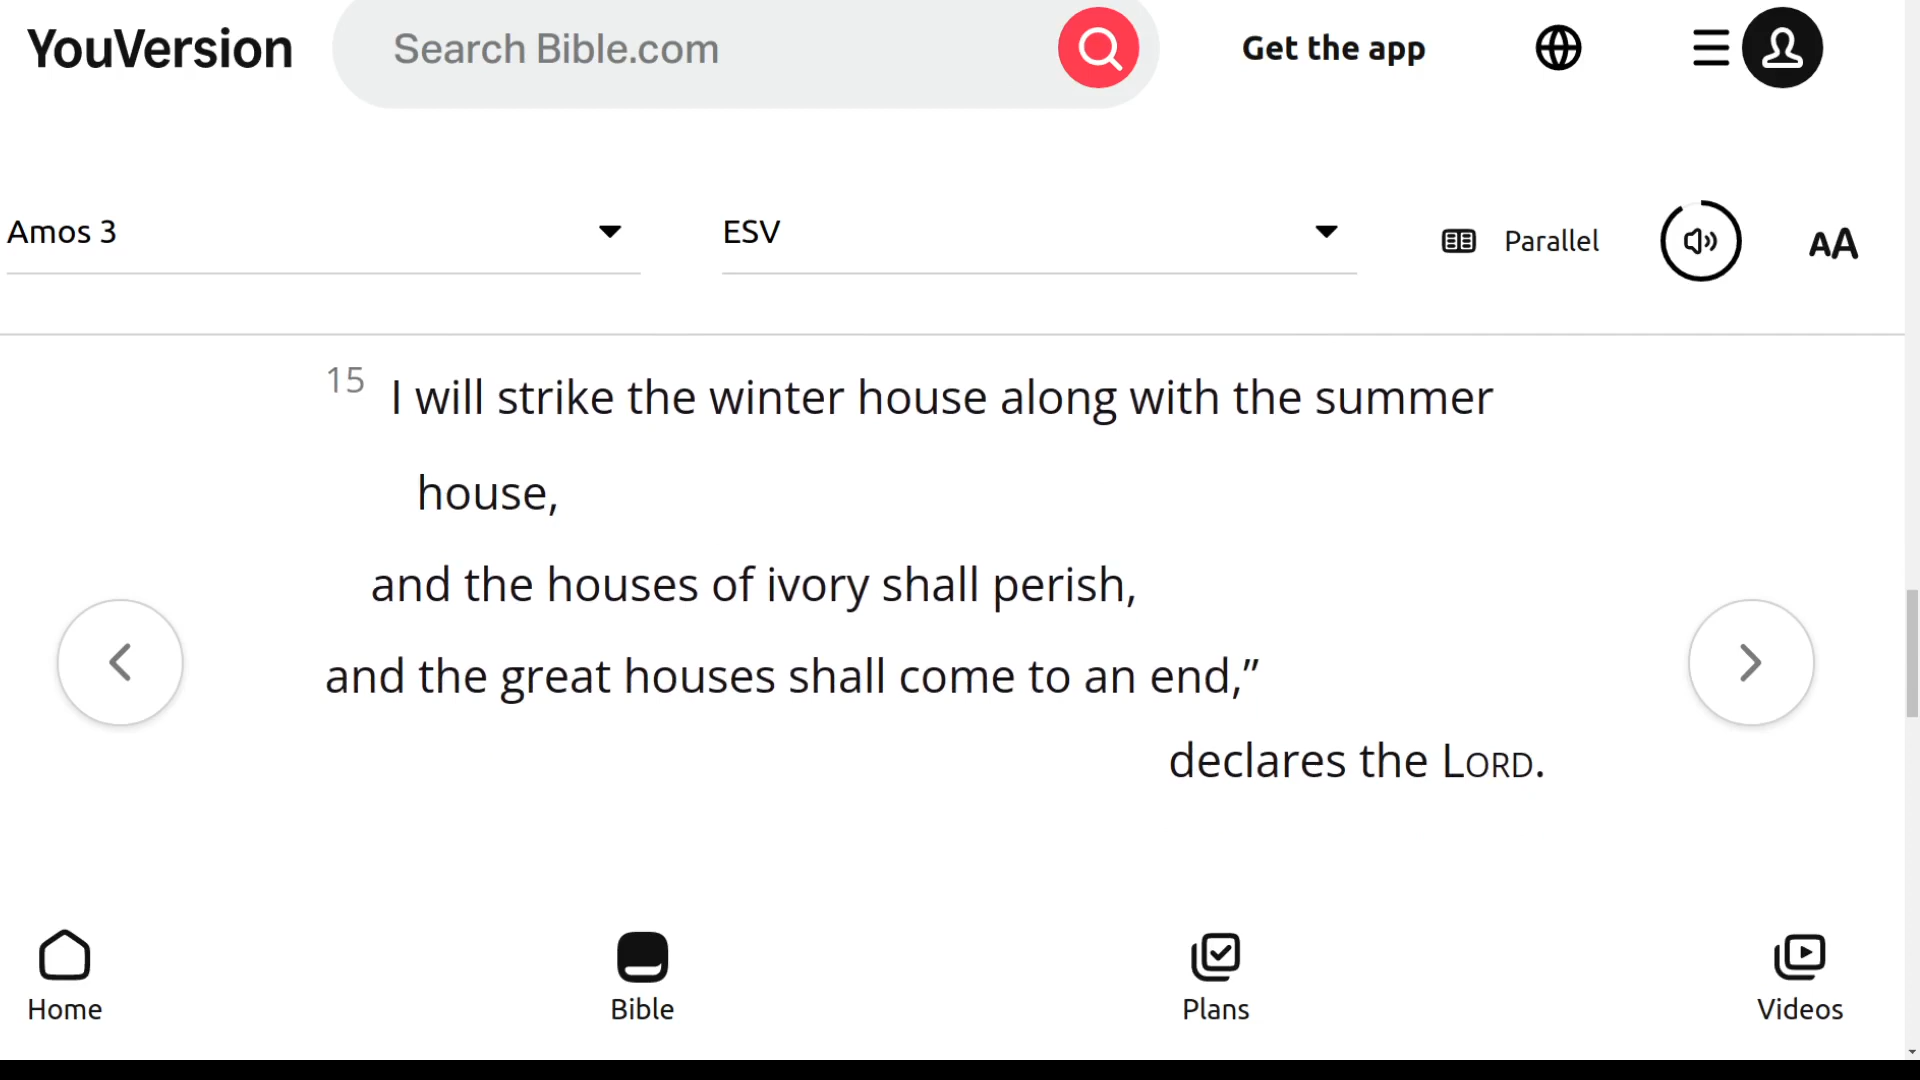 YouVersion
Search Bible.com
Get the app
Amos 3
ESV
Parallel
AA
15 I will strike the winter house along with the summer
house,
and the houses of ivory shall perish,
and the great houses shall come to an end,”
declares the LORD.
Home
Bible
Plans
Videos